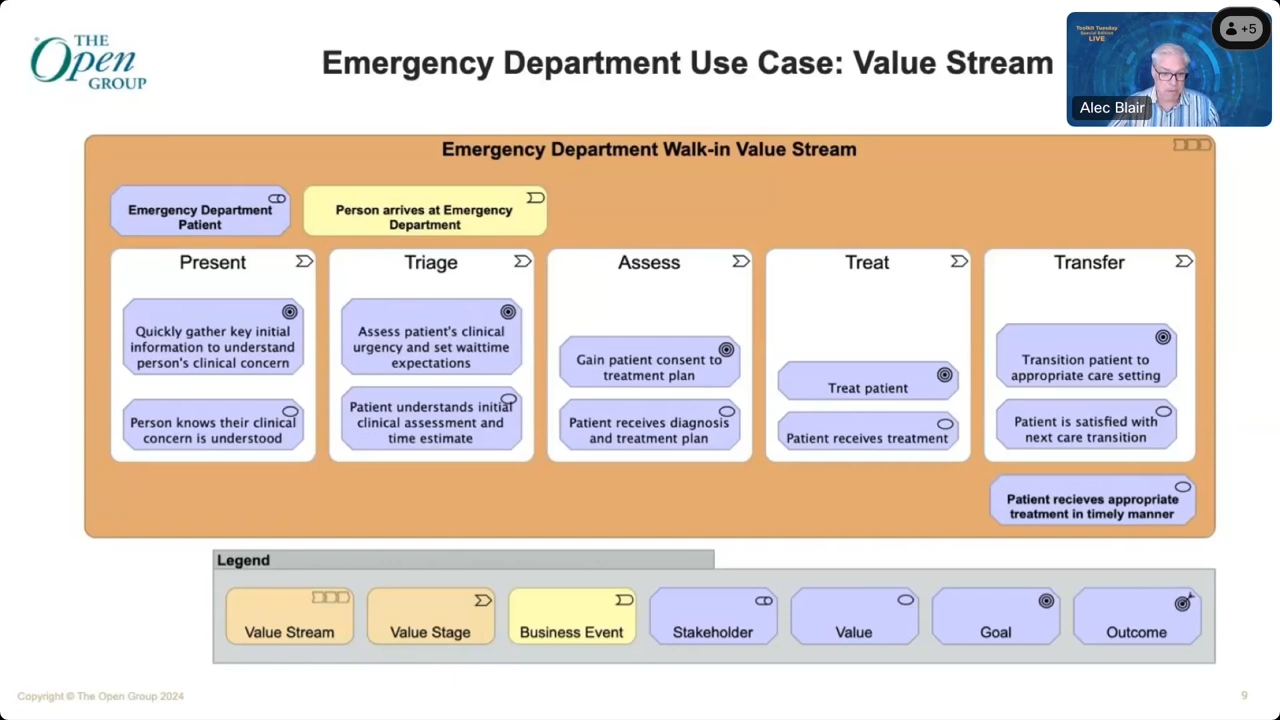 THE
Open
GROUP
Emergency Department Use Case: Value Stream
Toolkit Tuesday
Special Edition
LIVE
+5
Alec Blair
Emergency Department Walk-in Value Stream
Emergency Department
Patient
Person arrives at Emergency
Department
Present
Quickly gather key initial
information to understand
person's clinical concern
Person knows their clinical
concern is understood
Triage
Assess patient's clinical
urgency and set waittime
expectations
Patient understands initial
clinical assessment and
time estimate
Assess
Gain patient consent to
treatment plan
Patient receives diagnosis
and treatment plan
Treat
Treat patient
Patient receives treatment
Transfer
Transition patient to
appropriate care setting
Patient is satisfied with
next care transition
Patient recieves appropriate
treatment in timely manner
Legend
Value Stream
Value Stage
Business Event
Stakeholder
Value
Goal
Outcome
Copyright © The Open Group 2024
9